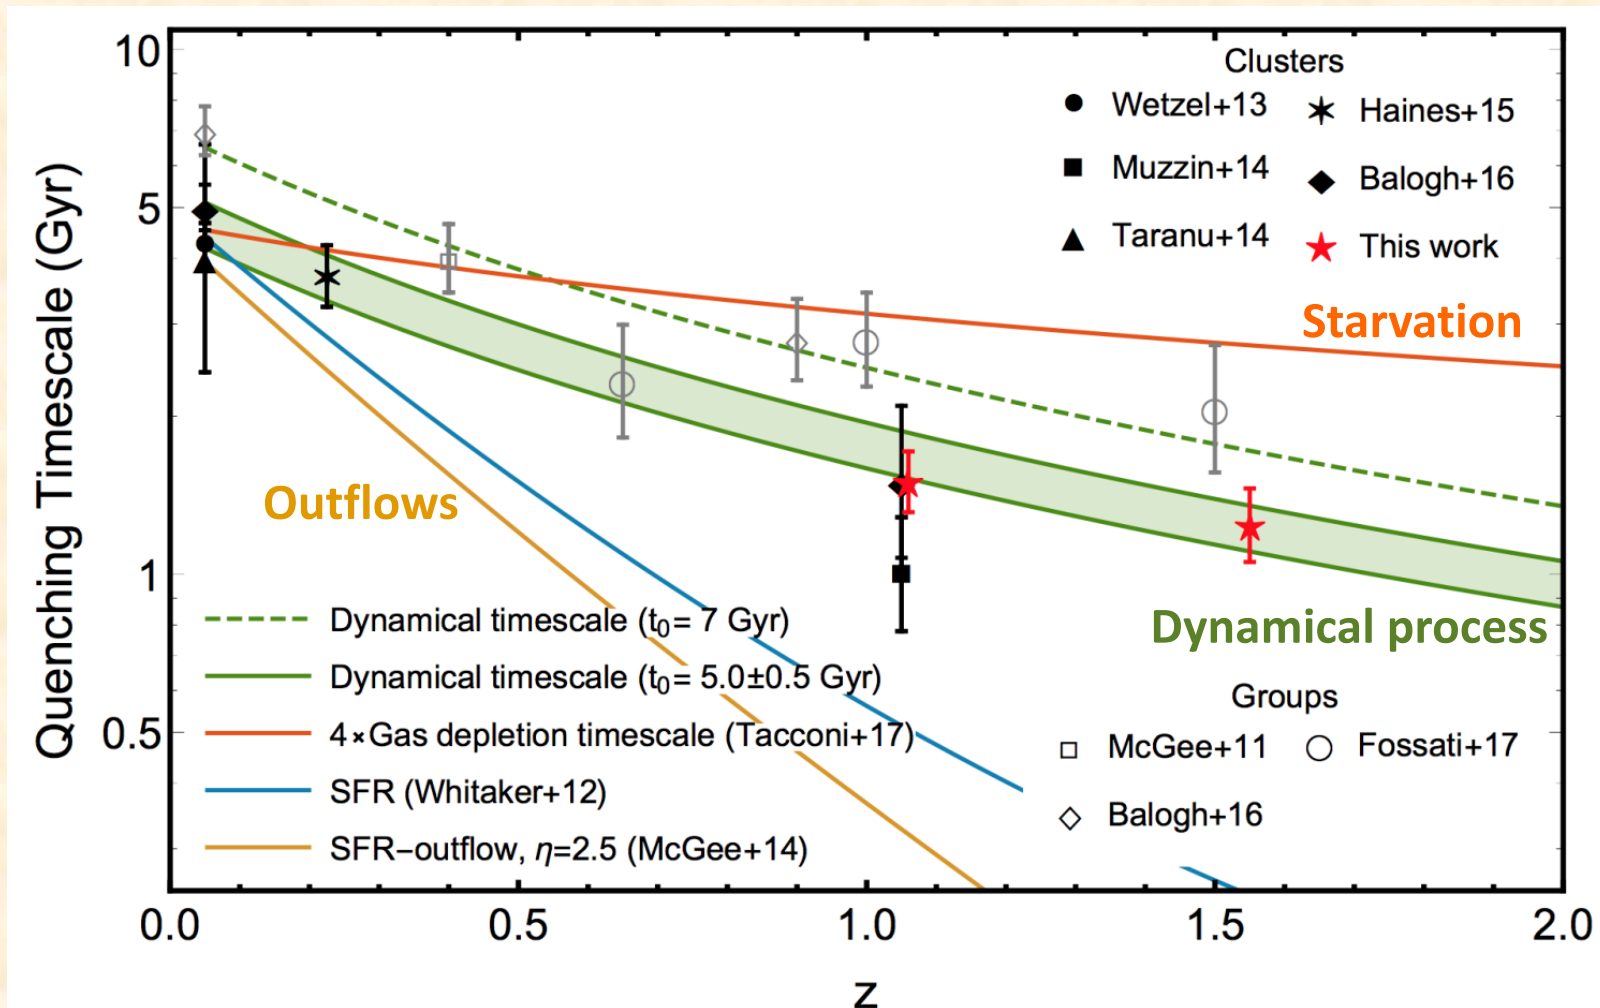 10
5
1
0.5
Quenching Timescale (Gyr)
Clusters
Wetzel+13
Haines+15
Muzzin+14
Balogh+16
Taranu+14
This work
Starvation
Outflows
Dynamical process
Dynamical timescale (t₀= 7 Gyr)
Dynamical timescale (t₀= 5.0±0.5 Gyr)
4×Gas depletion timescale (Tacconi+17)
SFR (Whitaker+12)
SFR−outflow, η=2.5 (McGee+14)
Groups
McGee+11
Fossati+17
Balogh+16
0.0 0.5 1.0 1.5 2.0
z